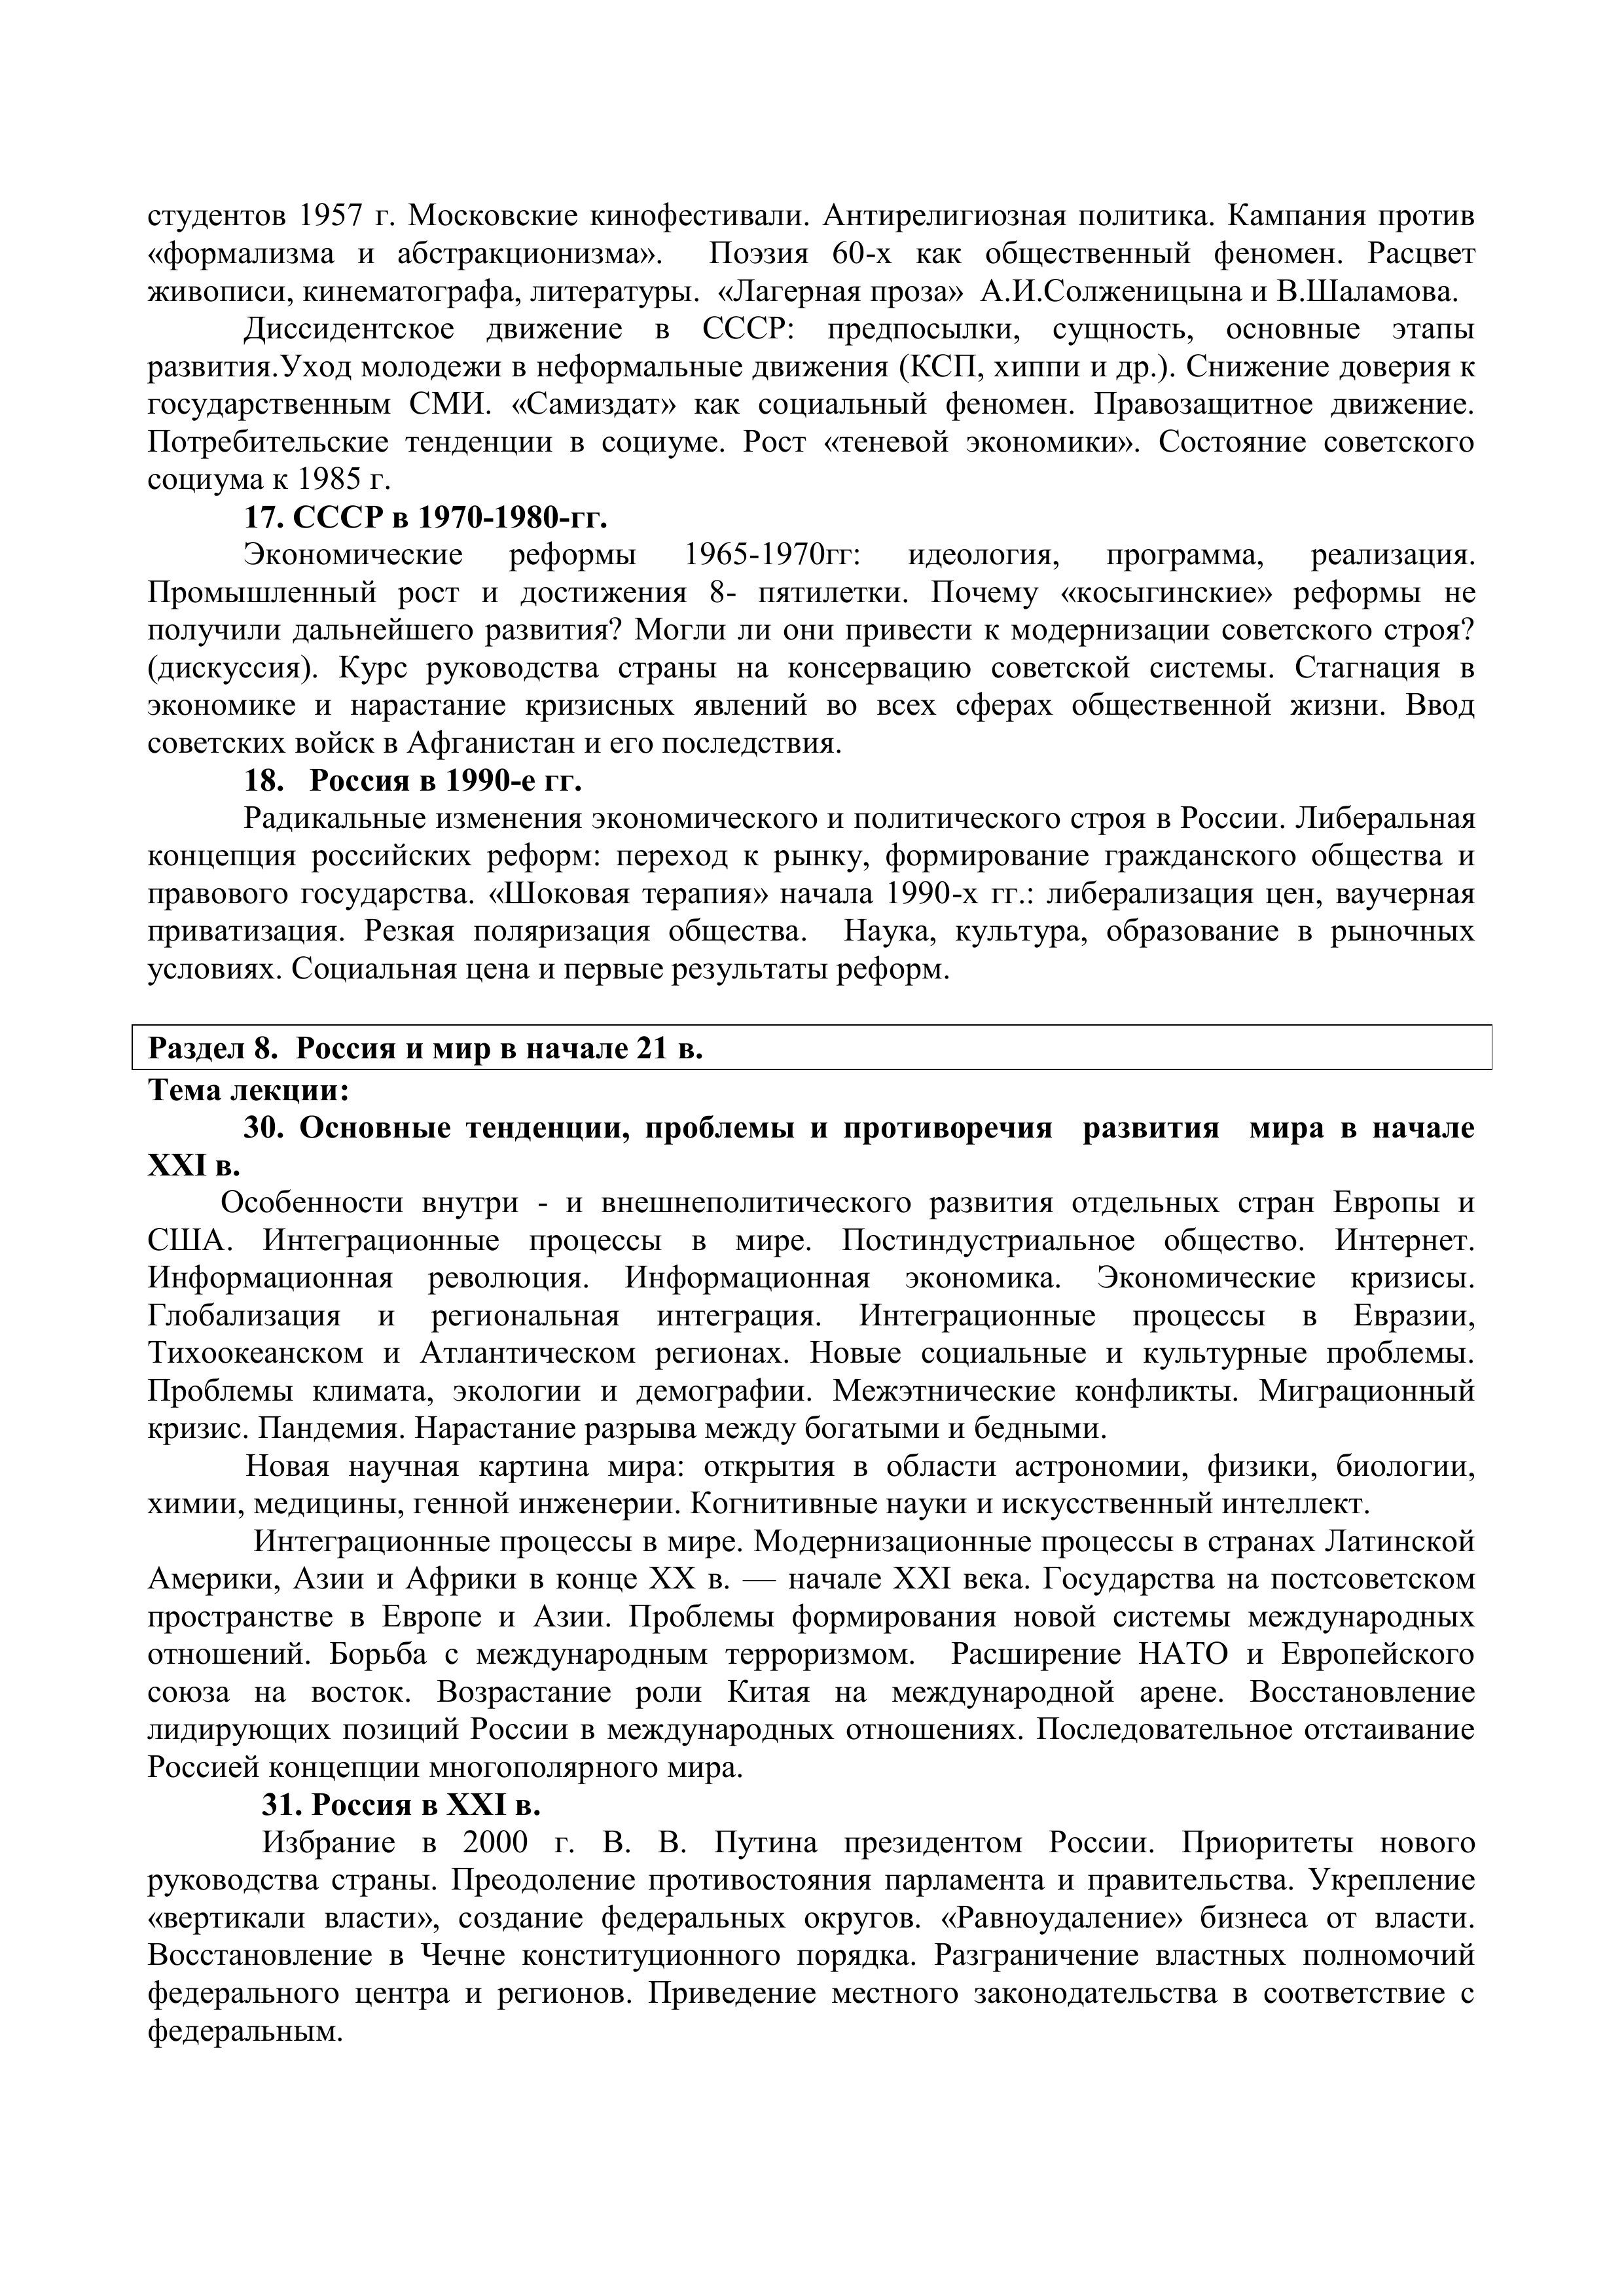 студентов 1957 г. Московские кинофестивали. Антирелигиозная политика. Кампания против
«формализма и абстракционизма». Поэзия 60-х как общественный феномен. Расцвет
живописи, кинематографа, литературы. «Лагерная проза» А.И.Солженицына и В.Шаламова.
Диссидентское движение в СССР: предпосылки, сущность, основные этапы
развития.Уход молодежи в неформальные движения (КСП, хиппи и др.). Снижение доверия к
государственным СМИ. «Самиздат» как социальный феномен. Правозащитное движение.
Потребительские тенденции в социуме. Рост «теневой экономики». Состояние советского
социума к 1985 г.
17. СССР в 1970-1980-гг.
Экономические реформы 1965-1970гг: идеология, программа, реализация.
Промышленный рост и достижения 8- пятилетки. Почему «косыгинские» реформы не
получили дальнейшего развития? Могли ли они привести к модернизации советского строя?
(дискуссия). Курс руководства страны на консервацию советской системы. Стагнация в
экономике и нарастание кризисных явлений во всех сферах общественной жизни. Ввод
советских войск в Афганистан и его последствия.
18. Россия в 1990-е гг.
Радикальные изменения экономического и политического строя в России. Либеральная
концепция российских реформ: переход к рынку, формирование гражданского общества и
правового государства. «Шоковая терапия» начала 1990-х гг.: либерализация цен, ваучерная
приватизация. Резкая поляризация общества. Наука, культура, образование в рыночных
условиях. Социальная цена и первые результаты реформ.
Раздел 8. Россия и мир в начале 21 в.
Тема лекции:
30. Основные тенденции, проблемы и противоречия развития мира в начале
XXI в.
Особенности внутри - и внешнеполитического развития отдельных стран Европы и
США. Интеграционные процессы в мире. Постиндустриальное общество. Интернет.
Информационная революция. Информационная экономика. Экономические кризисы.
Глобализация и региональная интеграция. Интеграционные процессы в Евразии,
Тихоокеанском и Атлантическом регионах. Новые социальные и культурные проблемы.
Проблемы климата, экологии и демографии. Межэтнические конфликты. Миграционный
кризис. Пандемия. Нарастание разрыва между богатыми и бедными.
Новая научная картина мира: открытия в области астрономии, физики, биологии,
химии, медицины, генной инженерии. Когнитивные науки и искусственный интеллект.
Интеграционные процессы в мире. Модернизационные процессы в странах Латинской
Америки, Азии и Африки в конце XX в. — начале XXI века. Государства на постсоветском
пространстве в Европе и Азии. Проблемы формирования новой системы международных
отношений. Борьба с международным терроризмом. Расширение НАТО и Европейского
союза на восток. Возрастание роли Китая на международной арене. Восстановление
лидирующих позиций России в международных отношениях. Последовательное отстаивание
Россией концепции многополярного мира.
31. Россия в XXI в.
Избрание в 2000 г. В. В. Путина президентом России. Приоритеты нового
руководства страны. Преодоление противостояния парламента и правительства. Укрепление
«вертикали власти», создание федеральных округов. «Равноудаление» бизнеса от власти.
Восстановление в Чечне конституционного порядка. Разграничение властных полномочий
федерального центра и регионов. Приведение местного законодательства в соответствие с
федеральным.